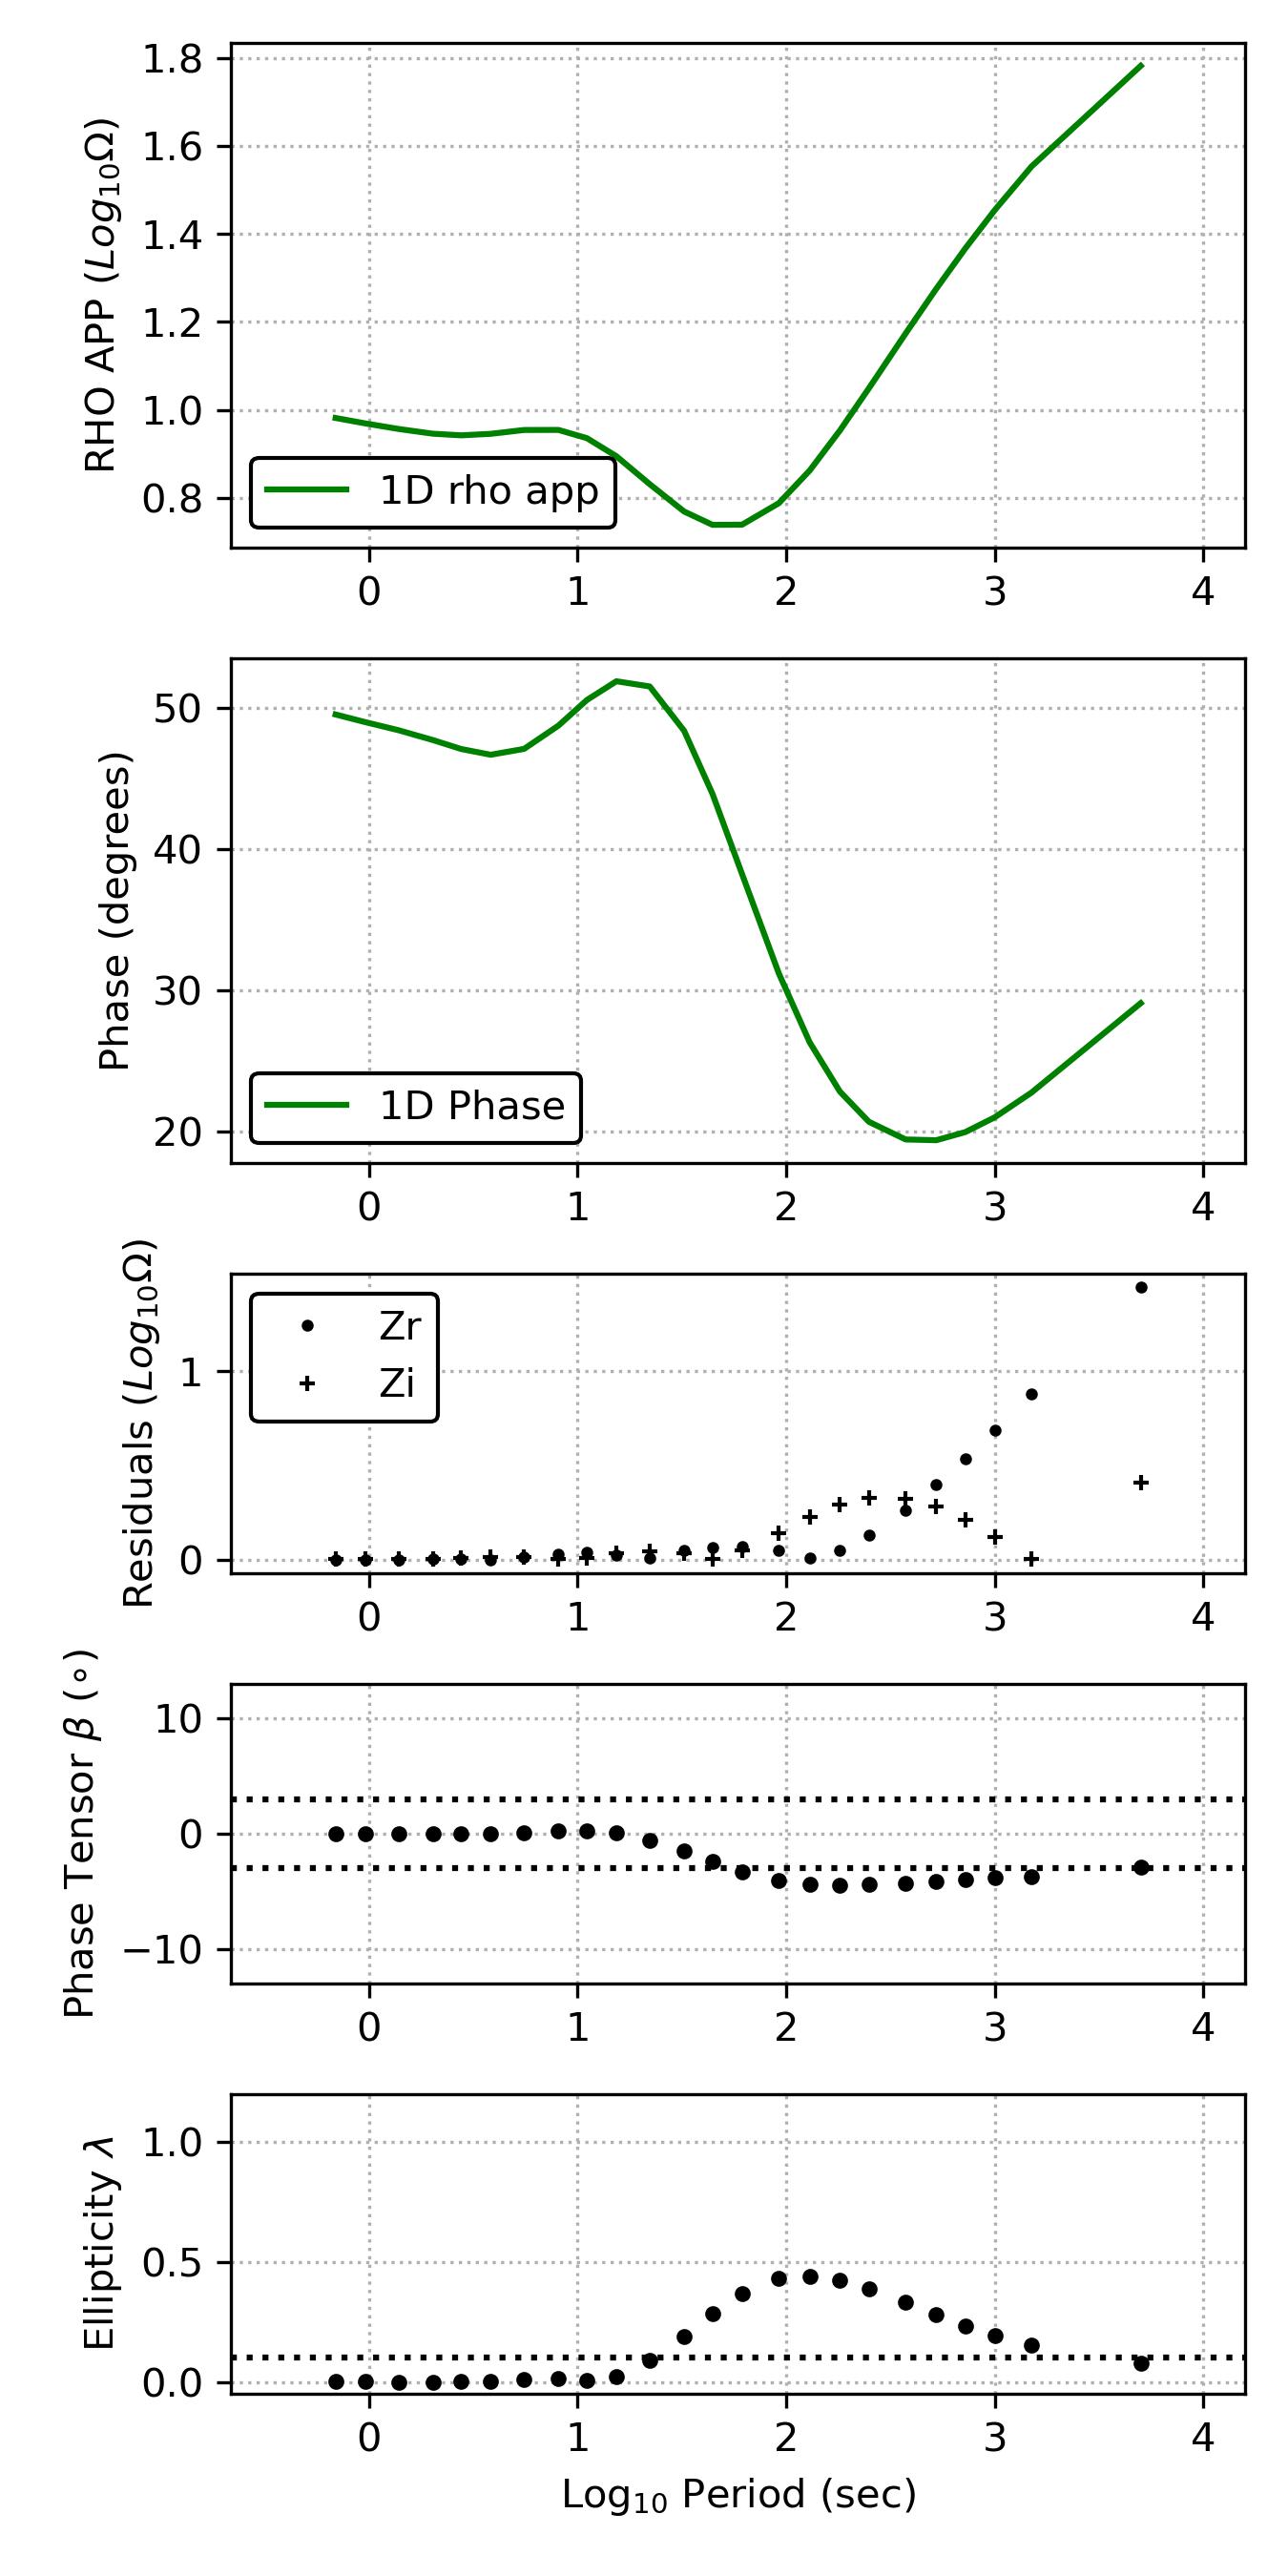 RHO APP (Log₁₀Ω)
1.8
1.6
1.4
1.2
1.0
0.8
1D rho app
0 1 2 3 4
Phase (degrees)
50
40
30
20
1D Phase
0 1 2 3 4
Residuals (Log₁₀Ω)
1
0
Zr
Zi
0 1 2 3 4
Phase Tensor β (∘)
10
0
−10
0 1 2 3 4
Ellipticity λ
1.0
0.5
0.0
0 1 2 3 4
Log₁₀ Period (sec)